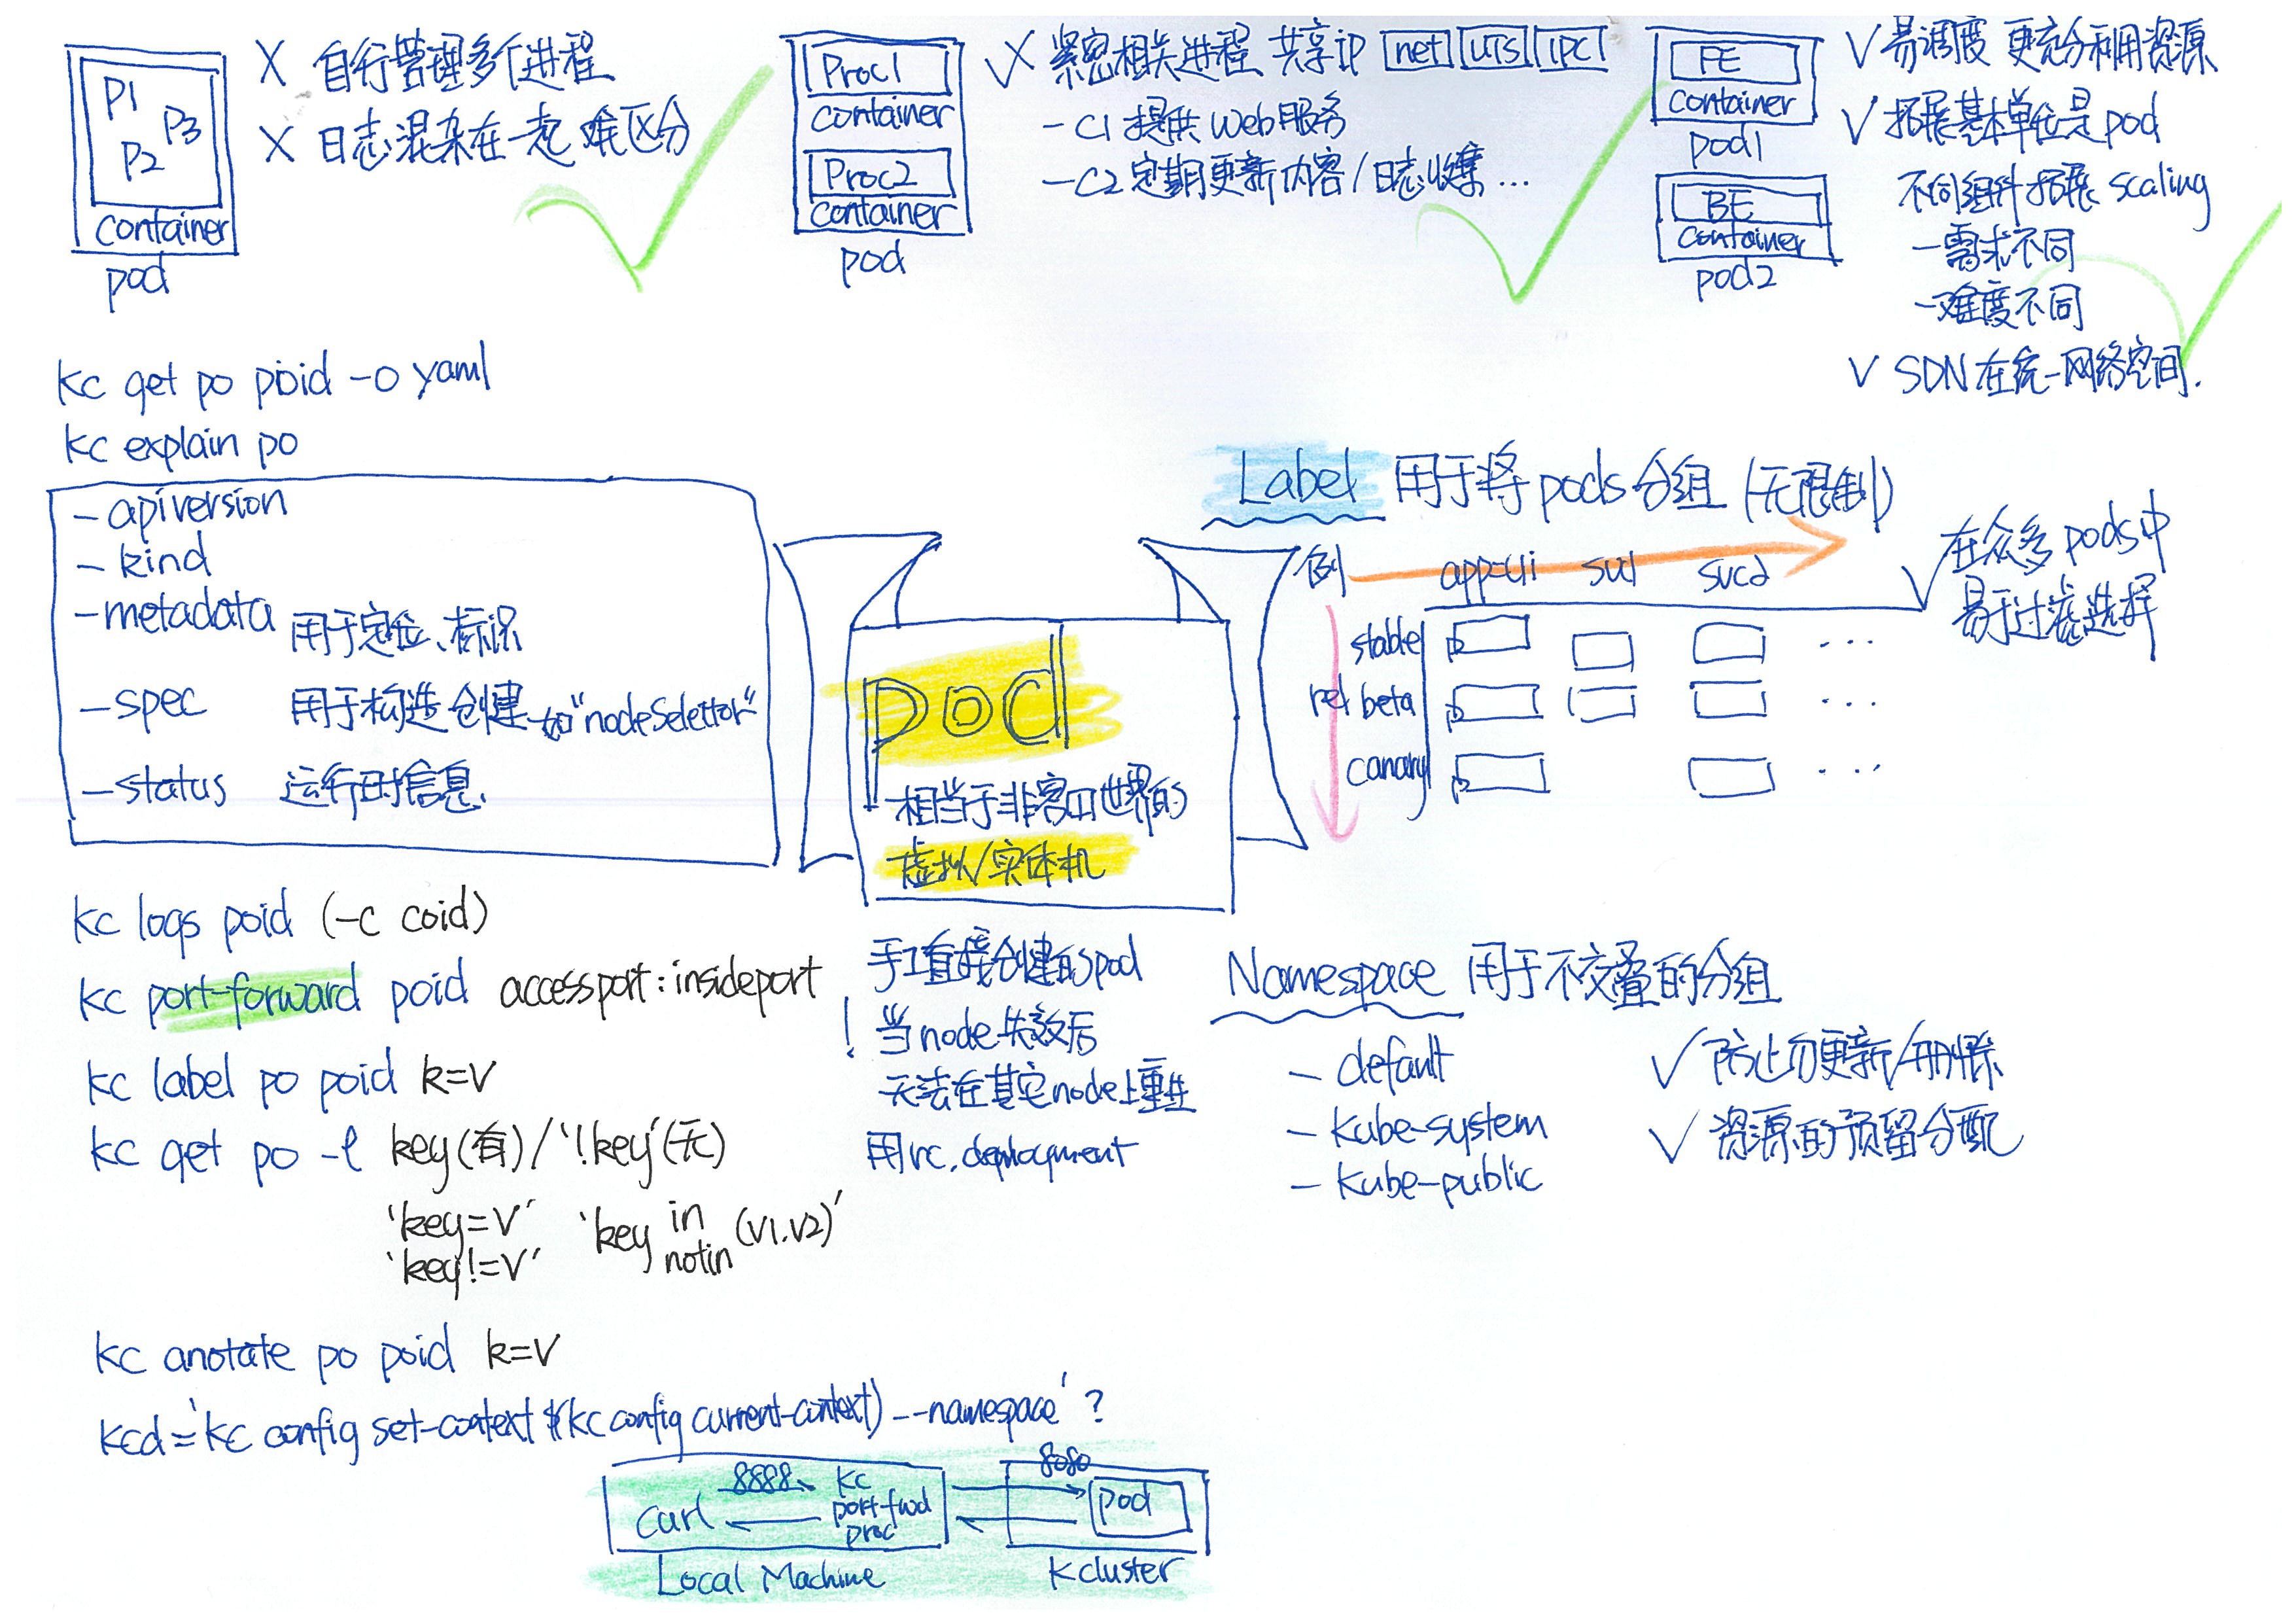 P1
P3
P2
container
pod
X 自行管理多个进程
X 日志混杂在一起 难区分
Proc1
container
Proc2
container
pod
紧密相关进程 共享ip net UTS IPC
- C1 提供 Web服务
- C2 定期更新内容/日志收集...
FE
container
pod1
BE
container
pod2
√ 易调度 更充分利用资源
√ 拓展基本单位是pod
不同组件拓展 scaling
- 需求不同
- 难度不同
√ SDN 在统一网络空间.
kc get po poid -o yaml
kc explain po
- apiversion
- kind
- metadata 用于定位、标识
- spec 用于构造 创建 如"nodeSelector"
- status 运行时信息.
pod
相当于非容口世界的
虚拟/实体机
Label 用于将 pods 分组 (无限制)
例 app=ui svc1 svc2
stable ...
rel beta ...
canary ...
√ 在众多 pods 中
易于过滤选择
kc logs poid (-c coid)
kc port-forward poid accessport:insideport
kc label po poid k=v
kc get po -l key(有)/'!key'(无)
'key=v' 'key in (v1.v2)'
'key!=v' notin
kc anotate po poid k=v
kcd='kc config set-context $(kc config current-context) --namespace' ?
手工直接创建的pod
! 当node失效后
无法在其它node上重生
用rc.deployment
Namespace 用于不交叠的分组
- default
- kube-system
- kube-public
√ 防止勿更新/删除
√ 资源的预留分配
8888 kc
curl port-fwd
proc
Local Machine
8080
pod
kcluster